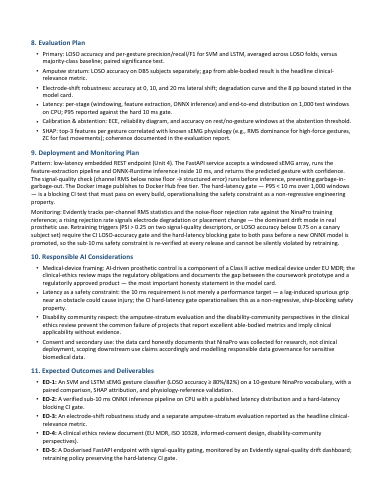 8. Evaluation Plan
• Primary: LOSO accuracy and per-gesture precision/recall/F1 for SVM and LSTM, averaged across LOSO folds, versus
majority-class baseline; paired significance test.
• Amputee stratum: LOSO on DB5 subjects separately; gap from able-bodied result is the headline clinical-
relevance metric.
• Electrode-shift robustness: accuracy at 0, 10, and 20 ms lateral shift; degradation curve and the 8 pp bound stated in the
model card.
• Latency: per-stage (windowing, feature extraction, ONNX inference) and end-to-end distribution on 1,000 test windows
on CPU; P95 reported against the hard 10 ms gate.
• Calibration & abstention: ECE, reliability diagram, and accuracy on rest/no-gesture windows at the abstention threshold.
• SHAP: top-3 features per gesture correlated with known sEMG physiology (e.g., RMS dominance for high-force gestures,
ZC for fast movements); coherence documented in the evaluation report.
9. Deployment and Monitoring Plan
Pattern: low-latency embedded REST endpoint (Unit 4). The FastAPI service accepts a windowed sEMG array, runs the
feature-extraction pipeline and ONNX-Runtime inference inside 10 ms, and returns the predicted gesture with confidence.
The signal-quality check (channel RMS below noise floor → structured error) runs before inference, preventing garbage-in-
garbage-out. The Docker image publishes to Docker Hub free tier. The hard-latency gate — P95 < 10 ms over 1,000 windows
— is a blocking CI test that must pass on every build, operationalising the safety constraint as a non-regressive engineering
property.
Monitoring: Evidently tracks per-channel RMS statistics and the noise-floor rejection rate against the NinaPro training
reference; a rising rejection rate signals electrode degradation or placement change — the dominant drift mode in real
prosthetic use. Retraining triggers (PSI > 0.25 on two signal-quality descriptors, or LOSO accuracy below 0.75 on a canary
subject set) require the CI LOSO-accuracy gate and the hard-latency blocking gate to both pass before a new ONNX model is
promoted, so the sub-10 ms safety constraint is re-verified at every release and cannot be silently violated by retraining.
10. Responsible AI Considerations
• Medical-device framing: AI-driven prosthetic control is a component of a Class II active medical device under EU MDR; the
clinical-ethics review maps the regulatory obligations and documents the gap between the coursework prototype and a
regulatorily approved product — the most important honesty statement in the model card.
• Latency as a safety constraint: the 10 ms requirement is not merely a performance target — a lag-induced spurious grip
near an obstacle could cause injury; the CI hard-latency gate operationalises this as a non-regressive, ship-blocking safety
property.
• Disability community respect: the amputee-stratum evaluation and the disability-community perspectives in the clinical-
ethics review prevent the common failure of projects that report excellent able-bodied metrics and imply clinical
applicability without evidence.
• Consent and secondary use: the data card honestly documents that NinaPro was collected for research, not clinical
deployment, scoping downstream use claims accordingly and modelling responsible data governance for sensitive
biomedical data.
11. Expected Outcomes and Deliverables
• EO-1: An SVM and LSTM sEMG gesture classifier (LOSO accuracy ≥ 80%/82%) on a 10-gesture NinaPro vocabulary, with a
paired comparison, SHAP attribution, and physiology-reference validation.
• EO-2: A verified sub-10 ms ONNX inference pipeline on CPU with a published latency distribution and a hard-latency
blocking CI gate.
• EO-3: An electrode-shift robustness study and a separate amputee-stratum evaluation reported as the headline clinical-
relevance metric.
• EO-4: A clinical ethics review document (EU MDR, ISO 10328, informed-consent design, disability-community
perspectives).
• EO-5: A Dockerised FastAPI endpoint with signal-quality gating, monitored by an Evidently signal-quality drift dashboard;
retraining policy preserving the hard-latency CI gate.